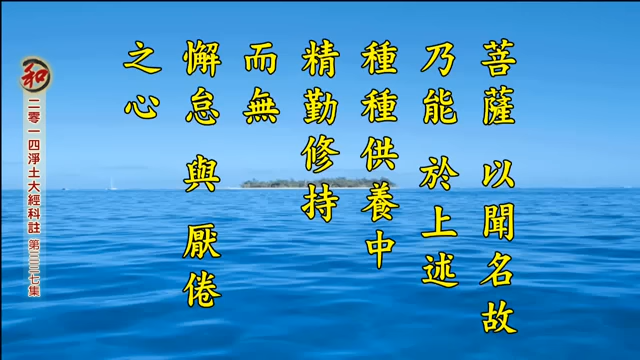 菩薩 以聞名故
乃能 於上述
種種供養中
精勤修持
而無
懈怠 與 厭倦
之心
和
二零一四淨土大經科註 第三三七集